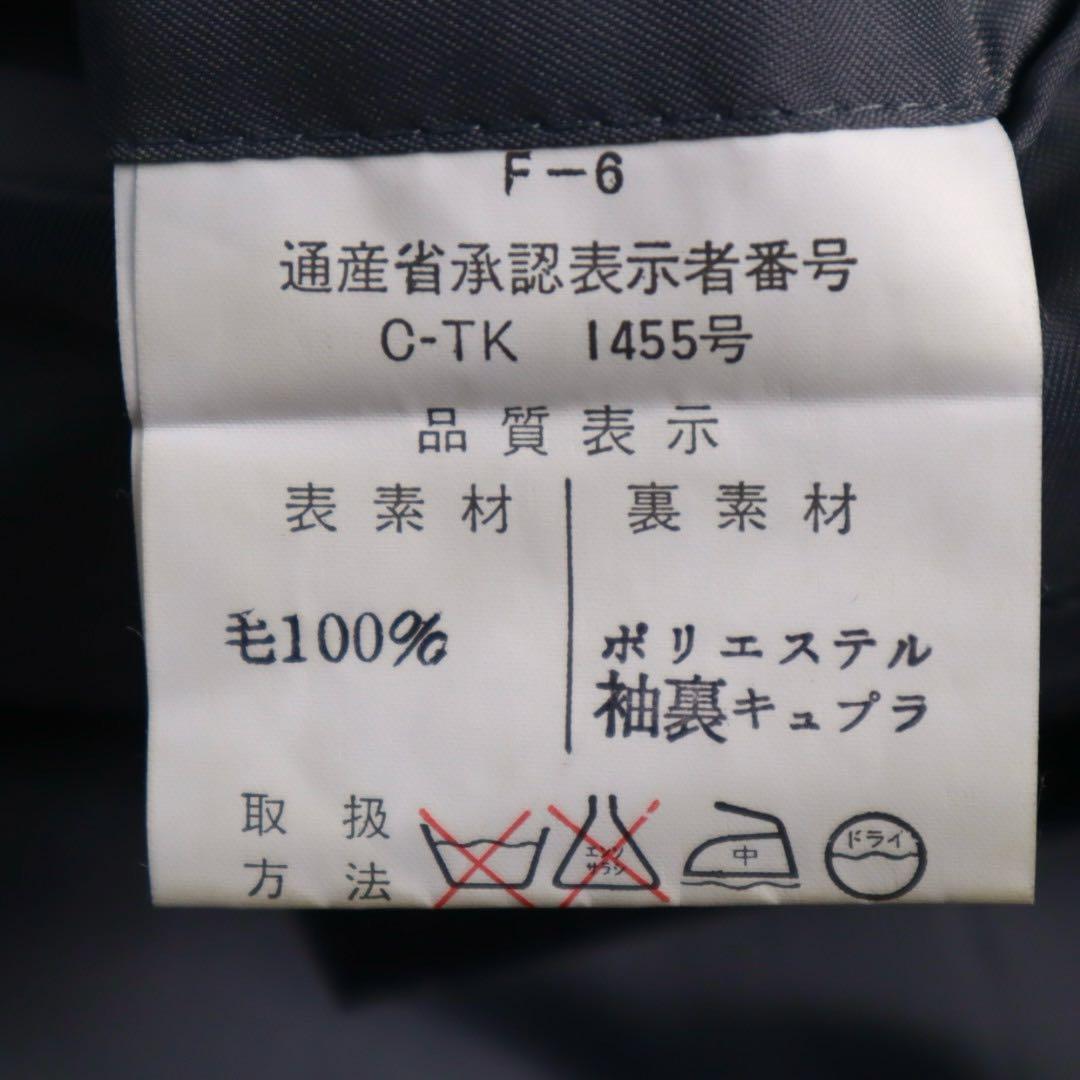 F-6
通産省承認表示者番号
C-TK 1455号
品質表示
表素材 裏素材
毛100% ポリエステル
袖裏キュプラ
取扱方法
エンソサラシ 中 ドライ